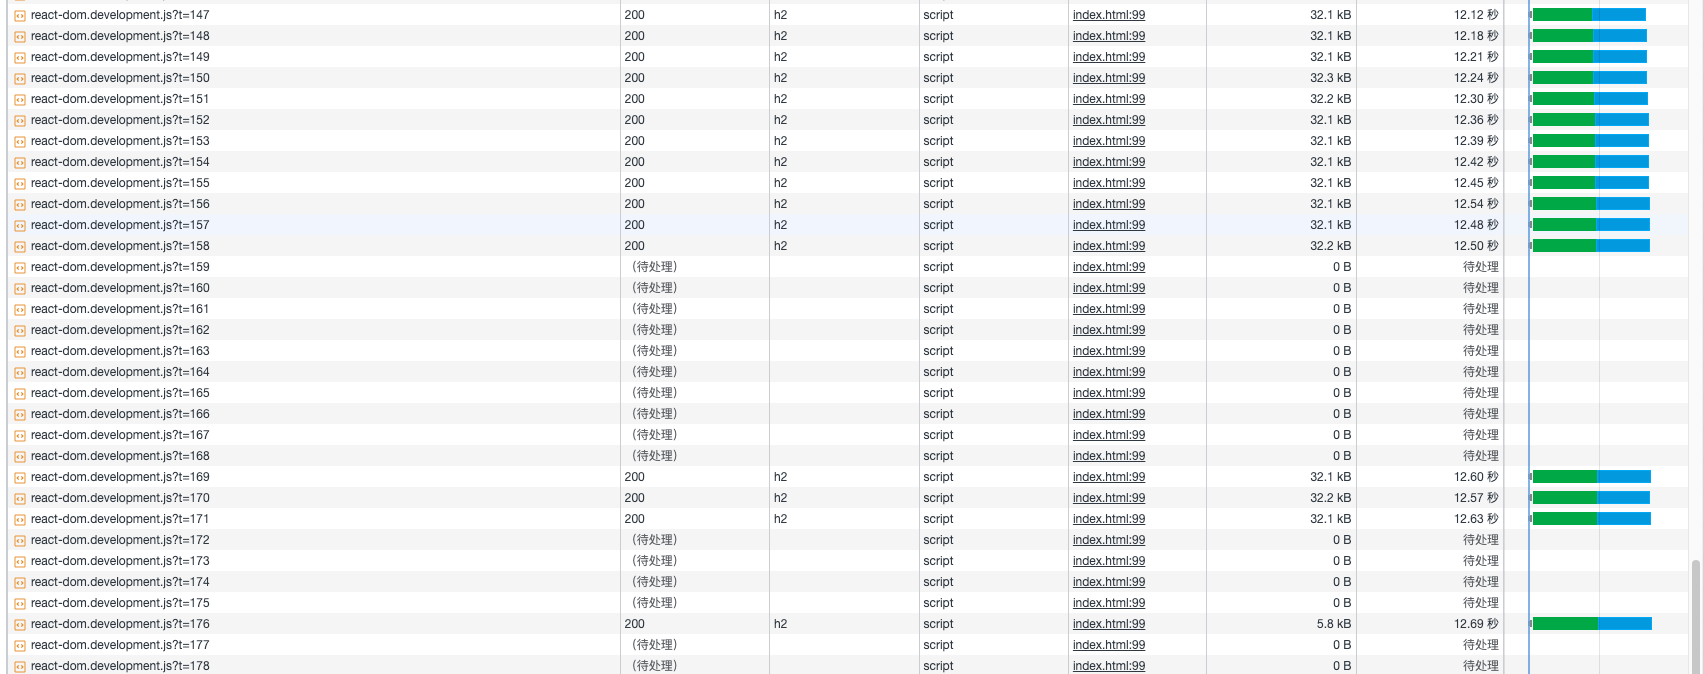 react-dom.development.js?t=147 200 h2 script index.html:99 32.1 kB 12.12 秒
react-dom.development.js?t=148 200 h2 script index.html:99 32.1 kB 12.18 秒
react-dom.development.js?t=149 200 h2 script index.html:99 32.1 kB 12.21 秒
react-dom.development.js?t=150 200 h2 script index.html:99 32.3 kB 12.24 秒
react-dom.development.js?t=151 200 h2 script index.html:99 32.2 kB 12.30 秒
react-dom.development.js?t=152 200 h2 script index.html:99 32.1 kB 12.36 秒
react-dom.development.js?t=153 200 h2 script index.html:99 32.1 kB 12.39 秒
react-dom.development.js?t=154 200 h2 script index.html:99 32.1 kB 12.42 秒
react-dom.development.js?t=155 200 h2 script index.html:99 32.1 kB 12.45 秒
react-dom.development.js?t=156 200 h2 script index.html:99 32.1 kB 12.54 秒
react-dom.development.js?t=157 200 h2 script index.html:99 32.1 kB 12.48 秒
react-dom.development.js?t=158 200 h2 script index.html:99 32.2 kB 12.50 秒
react-dom.development.js?t=159 (待处理) script index.html:99 0 B 待处理
react-dom.development.js?t=160 (待处理) script index.html:99 0 B 待处理
react-dom.development.js?t=161 (待处理) script index.html:99 0 B 待处理
react-dom.development.js?t=162 (待处理) script index.html:99 0 B 待处理
react-dom.development.js?t=163 (待处理) script index.html:99 0 B 待处理
react-dom.development.js?t=164 (待处理) script index.html:99 0 B 待处理
react-dom.development.js?t=165 (待处理) script index.html:99 0 B 待处理
react-dom.development.js?t=166 (待处理) script index.html:99 0 B 待处理
react-dom.development.js?t=167 (待处理) script index.html:99 0 B 待处理
react-dom.development.js?t=168 (待处理) script index.html:99 0 B 待处理
react-dom.development.js?t=169 200 h2 script index.html:99 32.1 kB 12.60 秒
react-dom.development.js?t=170 200 h2 script index.html:99 32.2 kB 12.57 秒
react-dom.development.js?t=171 200 h2 script index.html:99 32.1 kB 12.63 秒
react-dom.development.js?t=172 (待处理) script index.html:99 0 B 待处理
react-dom.development.js?t=173 (待处理) script index.html:99 0 B 待处理
react-dom.development.js?t=174 (待处理) script index.html:99 0 B 待处理
react-dom.development.js?t=175 (待处理) script index.html:99 0 B 待处理
react-dom.development.js?t=176 200 h2 script index.html:99 5.8 kB 12.69 秒
react-dom.development.js?t=177 (待处理) script index.html:99 0 B 待处理
react-dom.development.js?t=178 (待处理) script index.html:99 0 B 待处理